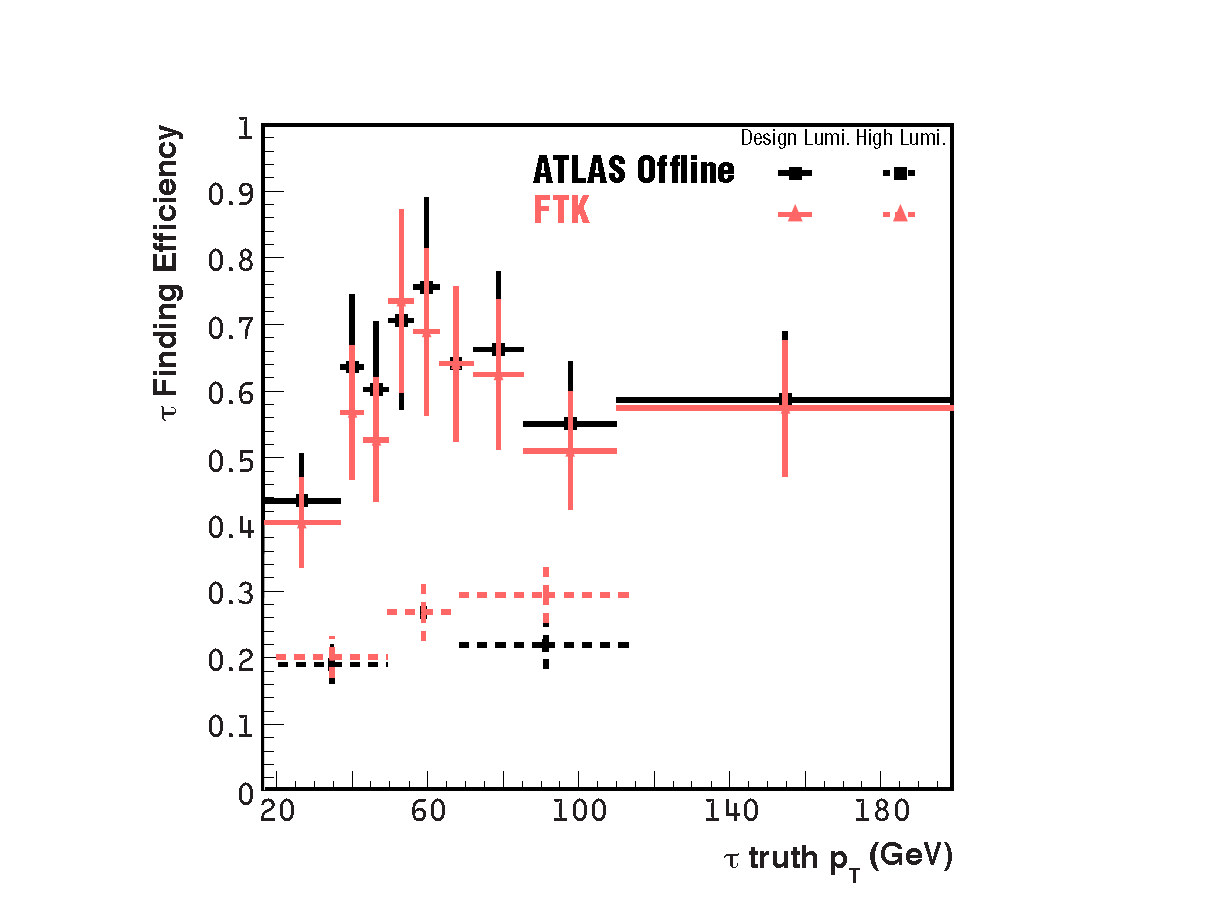 Design Lumi. High Lumi.
ATLAS Offline
FTK
τ Finding Efficiency
1
0.9
0.8
0.7
0.6
0.5
0.4
0.3
0.2
0.1
0
20 60 100 140 180
τ truth pT (GeV)